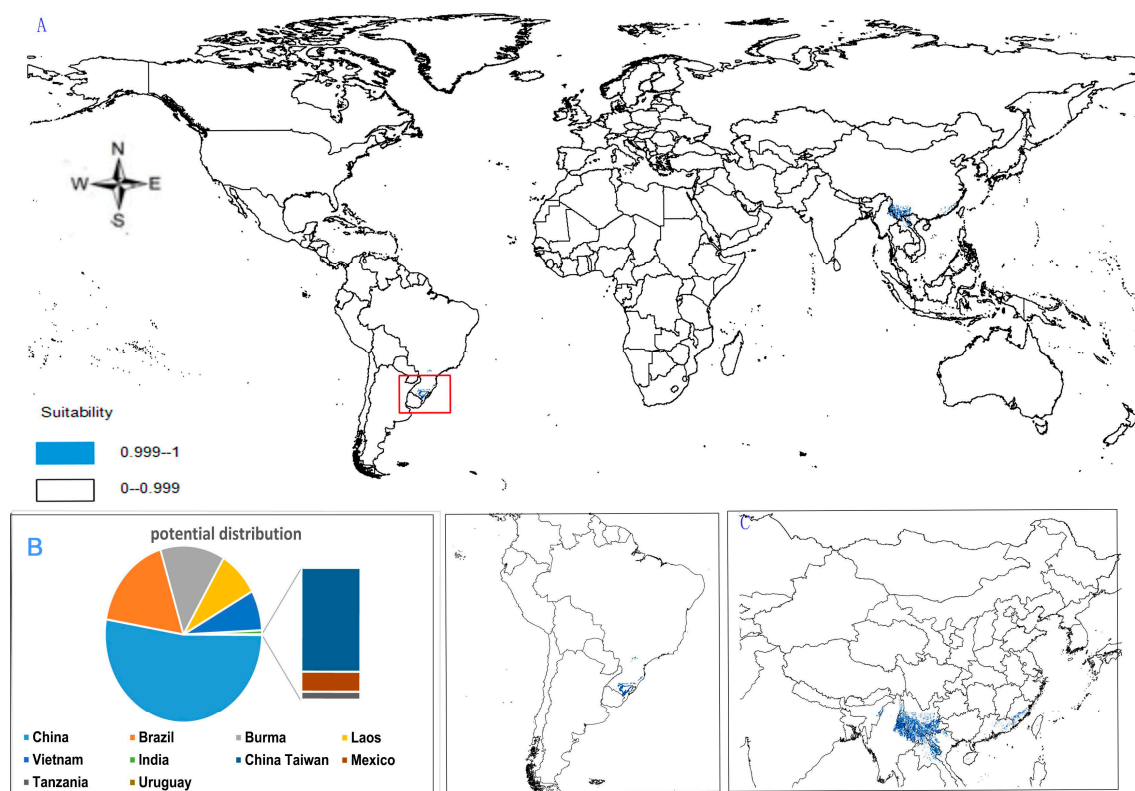 A
N
W E
S
Suitability
0.999--1
0--0.999
B
potential distribution
China Brazil Burma Laos
Vietnam India China Taiwan Mexico
Tanzania Uruguay
C